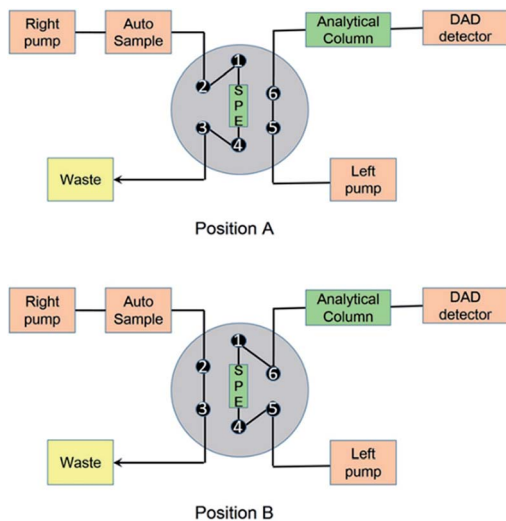 Right
pump
Auto
Sample
Analytical
Column
DAD
detector
1
2
6
S
P
E
3
5
4
Waste
Left
pump
Position A
Right
pump
Auto
Sample
Analytical
Column
DAD
detector
1
2
6
S
P
E
3
5
4
Waste
Left
pump
Position B